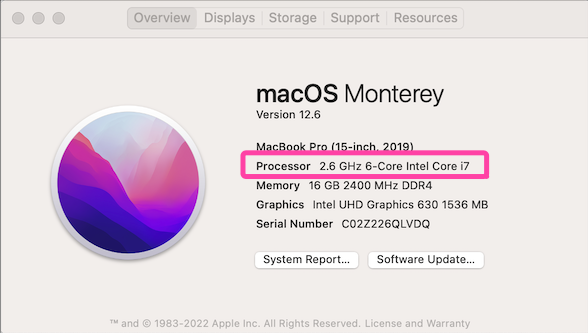 Overview Displays Storage Support Resources
macOS Monterey
Version 12.6
MacBook Pro (15-inch, 2019)
Processor 2.6 GHz 6-Core Intel Core i7
Memory 16 GB 2400 MHz DDR4
Graphics Intel UHD Graphics 630 1536 MB
Serial Number C02Z226QLVDQ
System Report... Software Update...
™ and © 1983-2022 Apple Inc. All Rights Reserved. License and Warranty